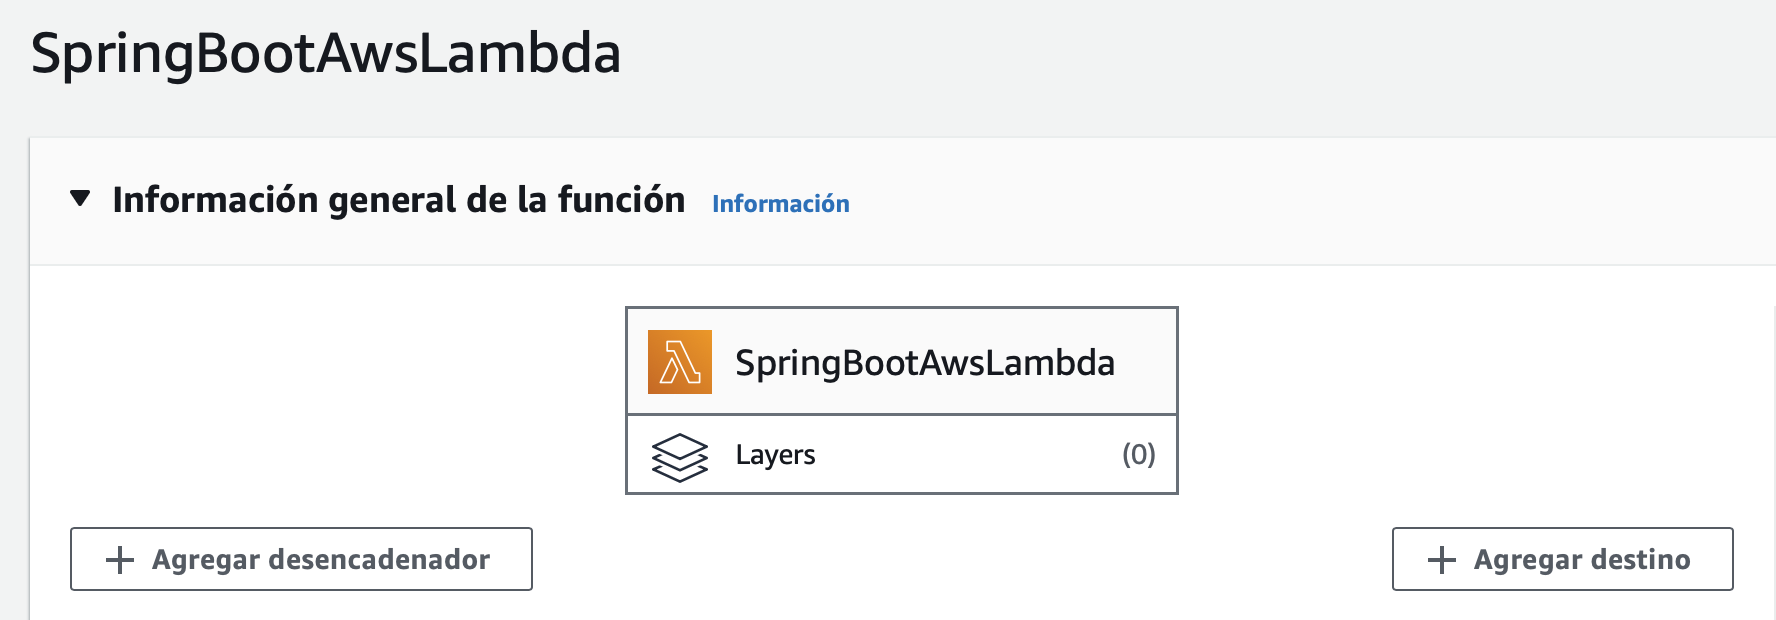 SpringBootAwsLambda
Información general de la función Información
SpringBootAwsLambda
Layers (0)
Agregar desencadenador
Agregar destino